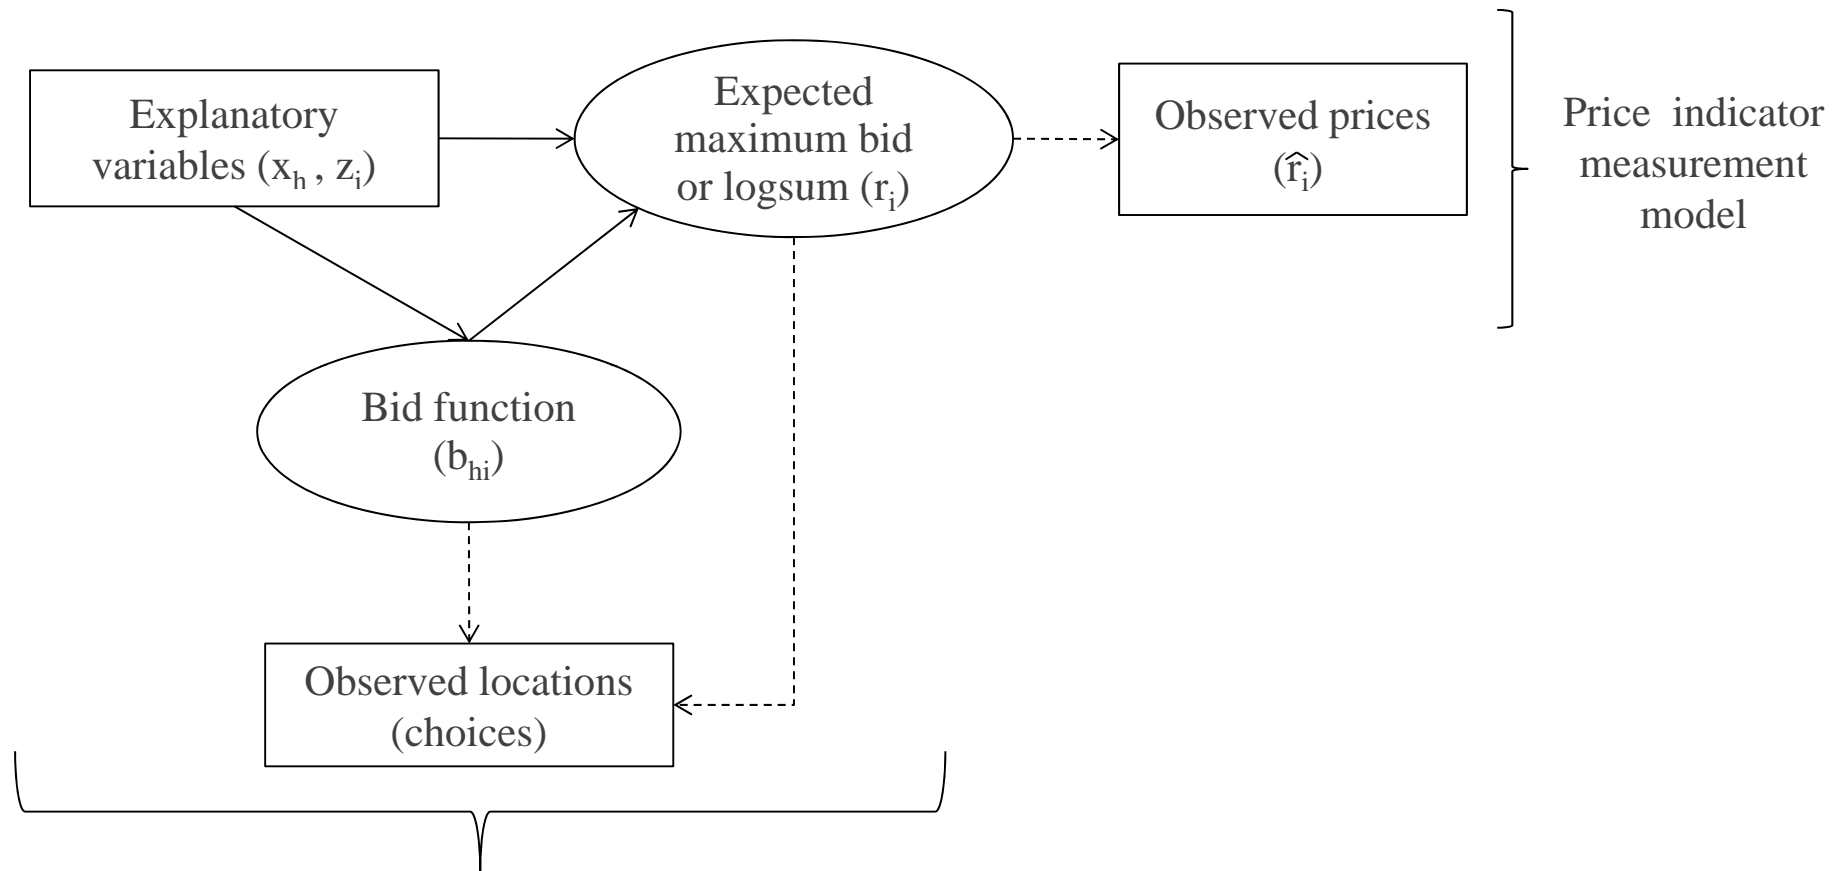 Explanatory
variables (xₕ , zᵢ)
Expected
maximum bid
or logsum (rᵢ)
Observed prices
(r̂ᵢ)
Price indicator
measurement
model
Bid function
(bₕᵢ)
Observed locations
(choices)